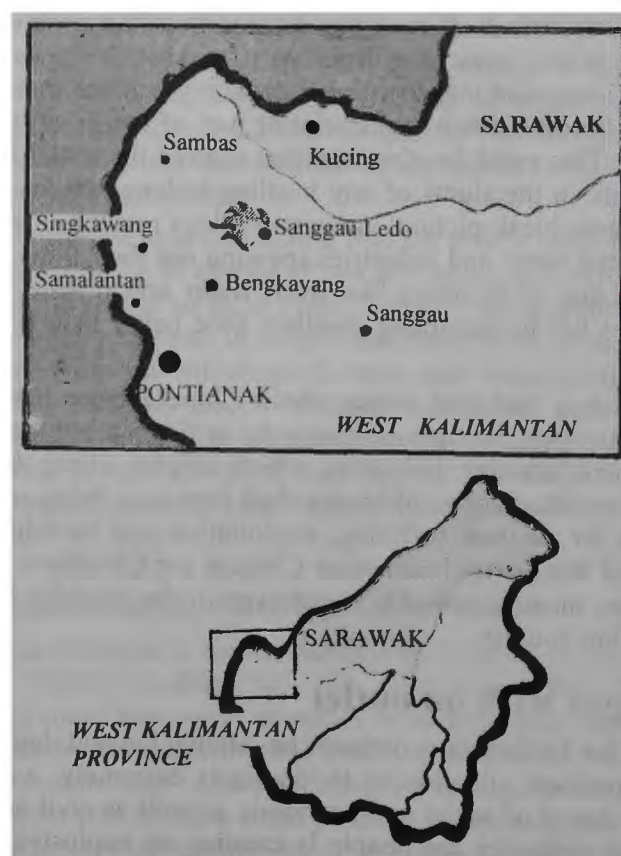 SARAWAK
Sambas
Kucing
Singkawang
Sanggau Ledo
Samalantan
Bengkayang
Sanggau
PONTIANAK
WEST KALIMANTAN
SARAWAK
WEST KALIMANTAN
PROVINCE